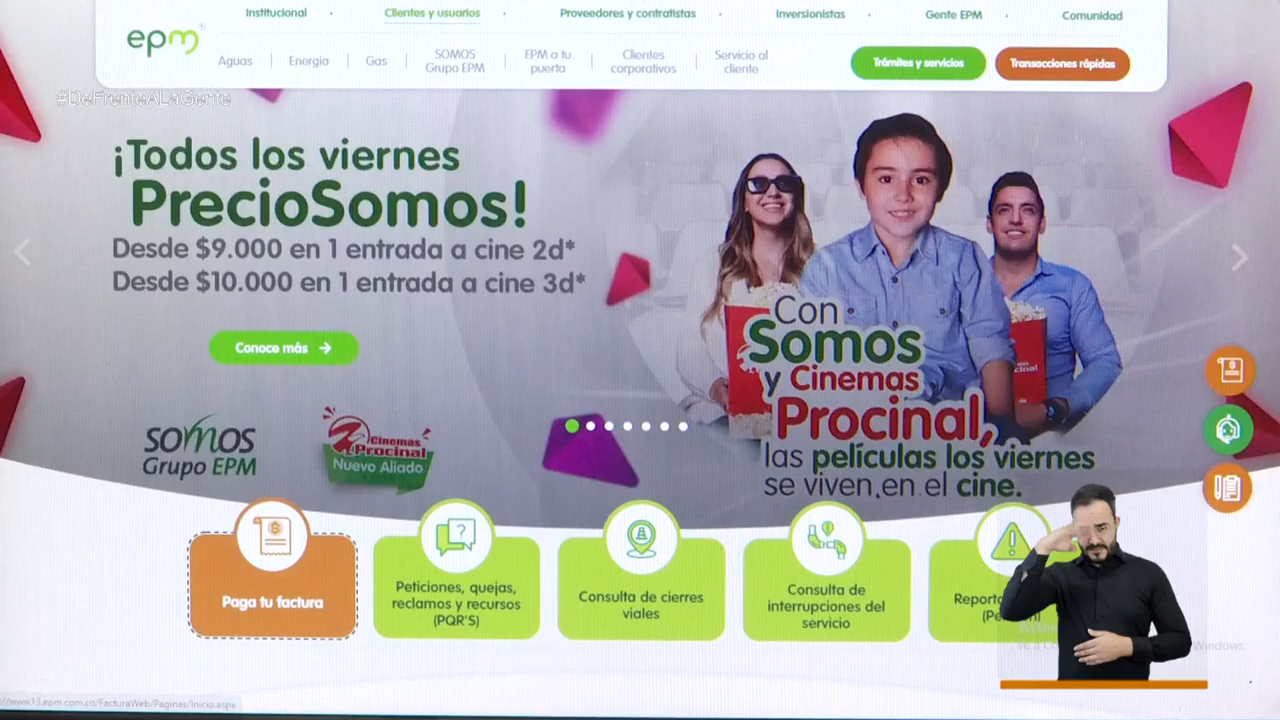 Institucional
Clientes y usuarios
Proveedores y contratistas
Inversionistas
Gente EPM
Comunidad
epm
Aguas
Energía
Gas
SOMOS
Grupo EPM
EPM a tu
puerta
Clientes
corporativos
Servicio al
cliente
Trámites y servicios
Transacciones rápidas
#DeFrenteALaGente
¡Todos los viernes
PrecioSomos!
Desde $9.000 en 1 entrada a cine 2d*
Desde $10.000 en 1 entrada a cine 3d*
Conoce más
somos
Grupo EPM
Cinemas
Procinal
Nuevo Aliado
Con
Somos
y Cinemas
Procinal,
las películas los viernes
se viven en el cine.
Paga tu factura
Peticiones, quejas,
reclamos y recursos
(PQR'S)
Consulta de cierres
viales
Consulta de
interrupciones del
servicio
Windows.
www.13.epm.com.co/FacturaWeb/Paginas/Inicio.aspx